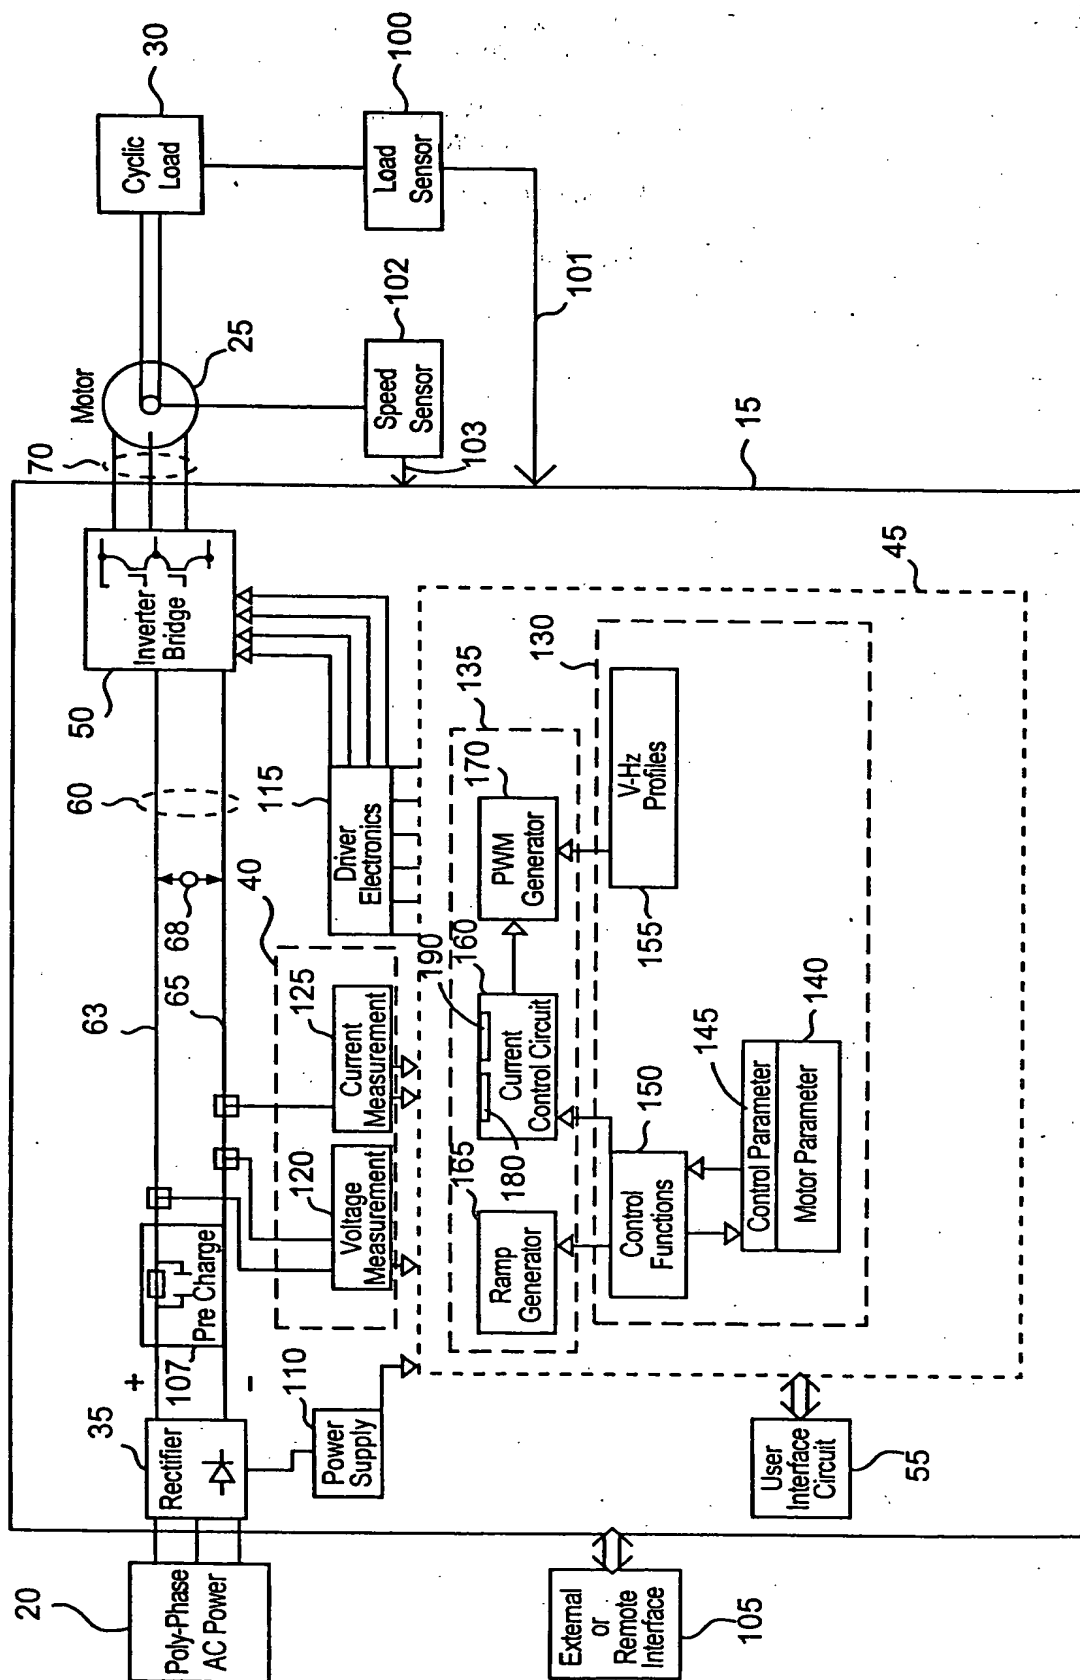 20
Poly-Phase
AC Power
35
Rectifier
+
-
107
Pre Charge
63
65
68
60
50
Inverter
Bridge
70
Motor
25
30
Cyclic
Load
100
Load
Sensor
101
102
Speed
Sensor
103
15
110
Power
Supply
40
120
Voltage
Measurement
125
Current
Measurement
115
Driver
Electronics
45
135
165
Ramp
Generator
180
190
160
Current
Control Circuit
170
PWM
Generator
130
150
Control
Functions
145
Control Parameter
140
Motor Parameter
155
V-Hz
Profiles
External
or
Remote
Interface
105
User
Interface
Circuit
55